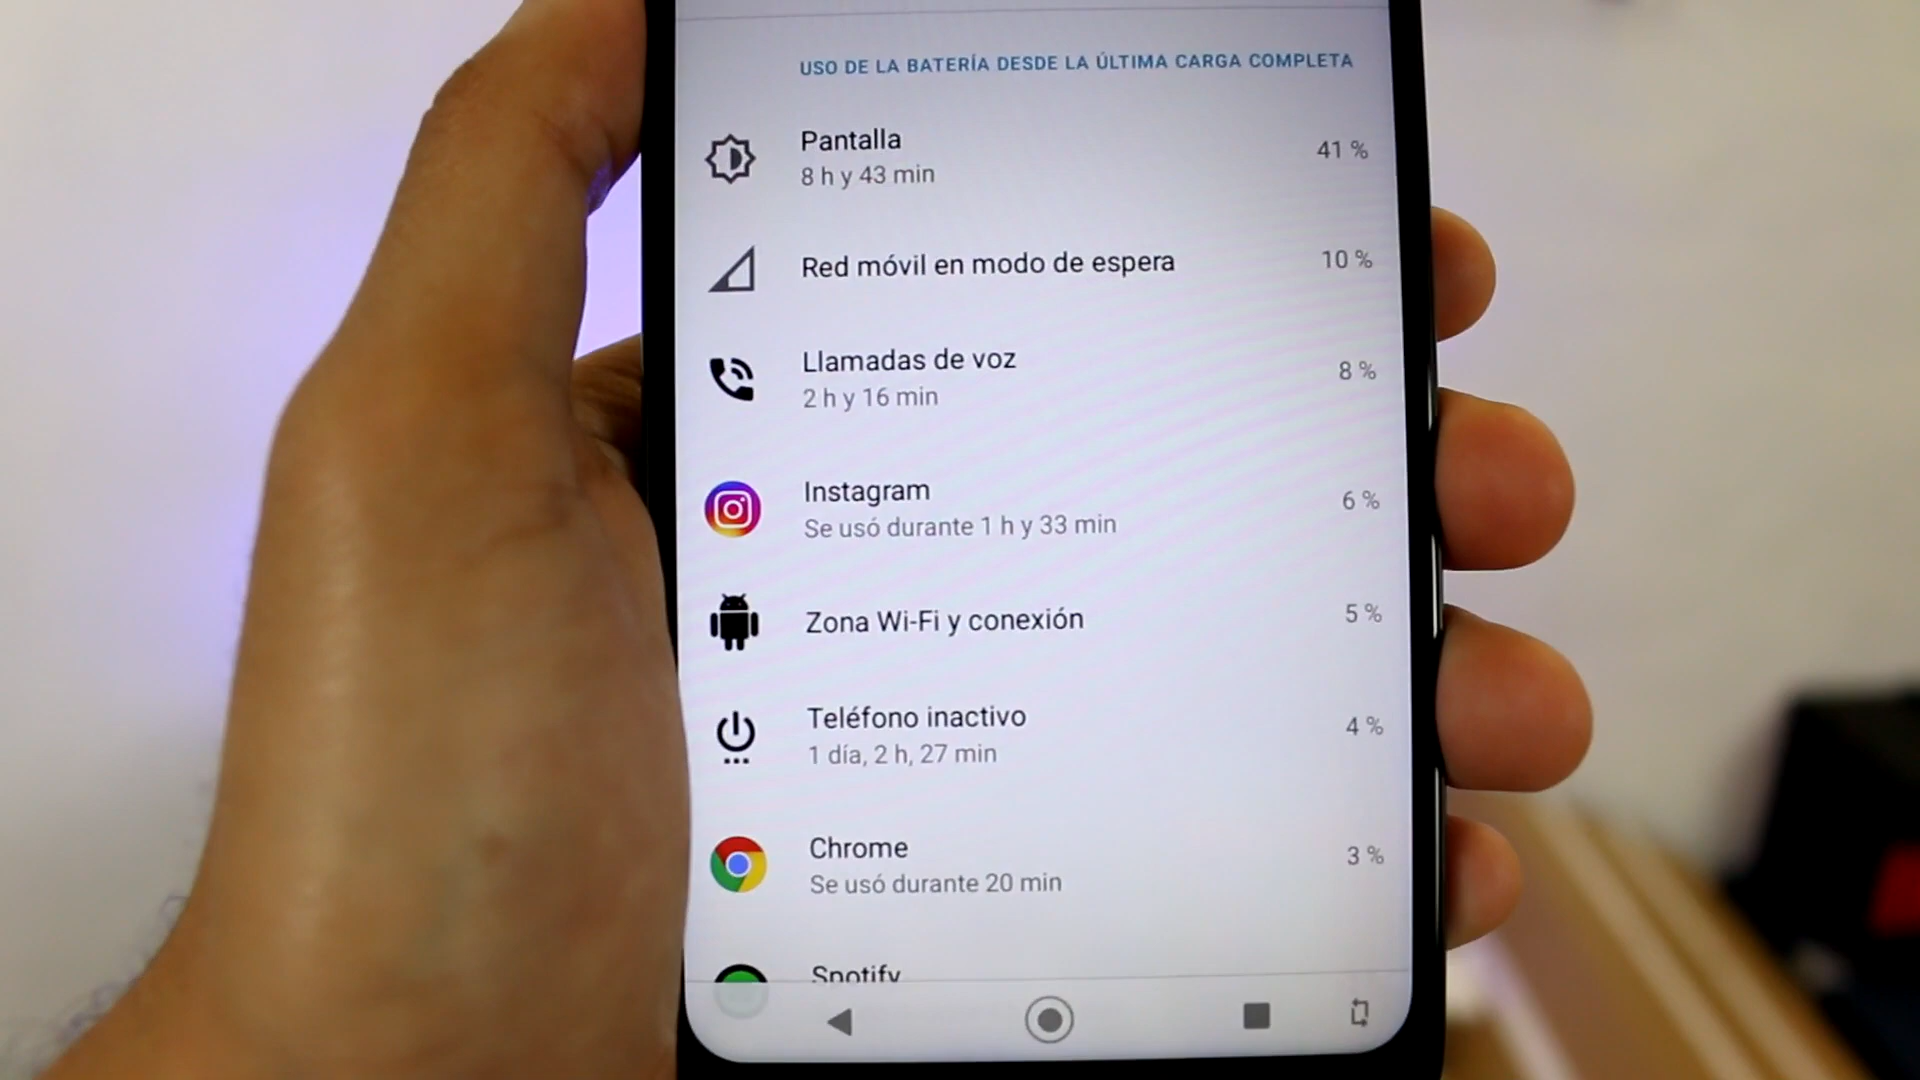 USO DE LA BATERÍA DESDE LA ÚLTIMA CARGA COMPLETA
Pantalla
41 %
8 h y 43 min
Red móvil en modo de espera
10 %
Llamadas de voz
8 %
2 h y 16 min
Instagram
6 %
Se usó durante 1 h y 33 min
Zona Wi-Fi y conexión
5 %
Teléfono inactivo
4 %
1 día, 2 h, 27 min
Chrome
3 %
Se usó durante 20 min
Spotify